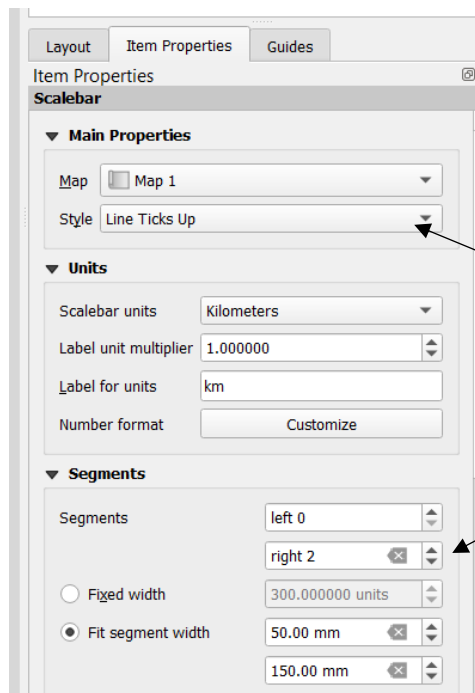 Layout Item Properties Guides
Item Properties
Scalebar
Main Properties
Map Map 1
Style Line Ticks Up
Units
Scalebar units Kilometers
Label unit multiplier 1.000000
Label for units km
Number format Customize
Segments
Segments left 0
right 2
Fixed width 300.000000 units
Fit segment width 50.00 mm
150.00 mm